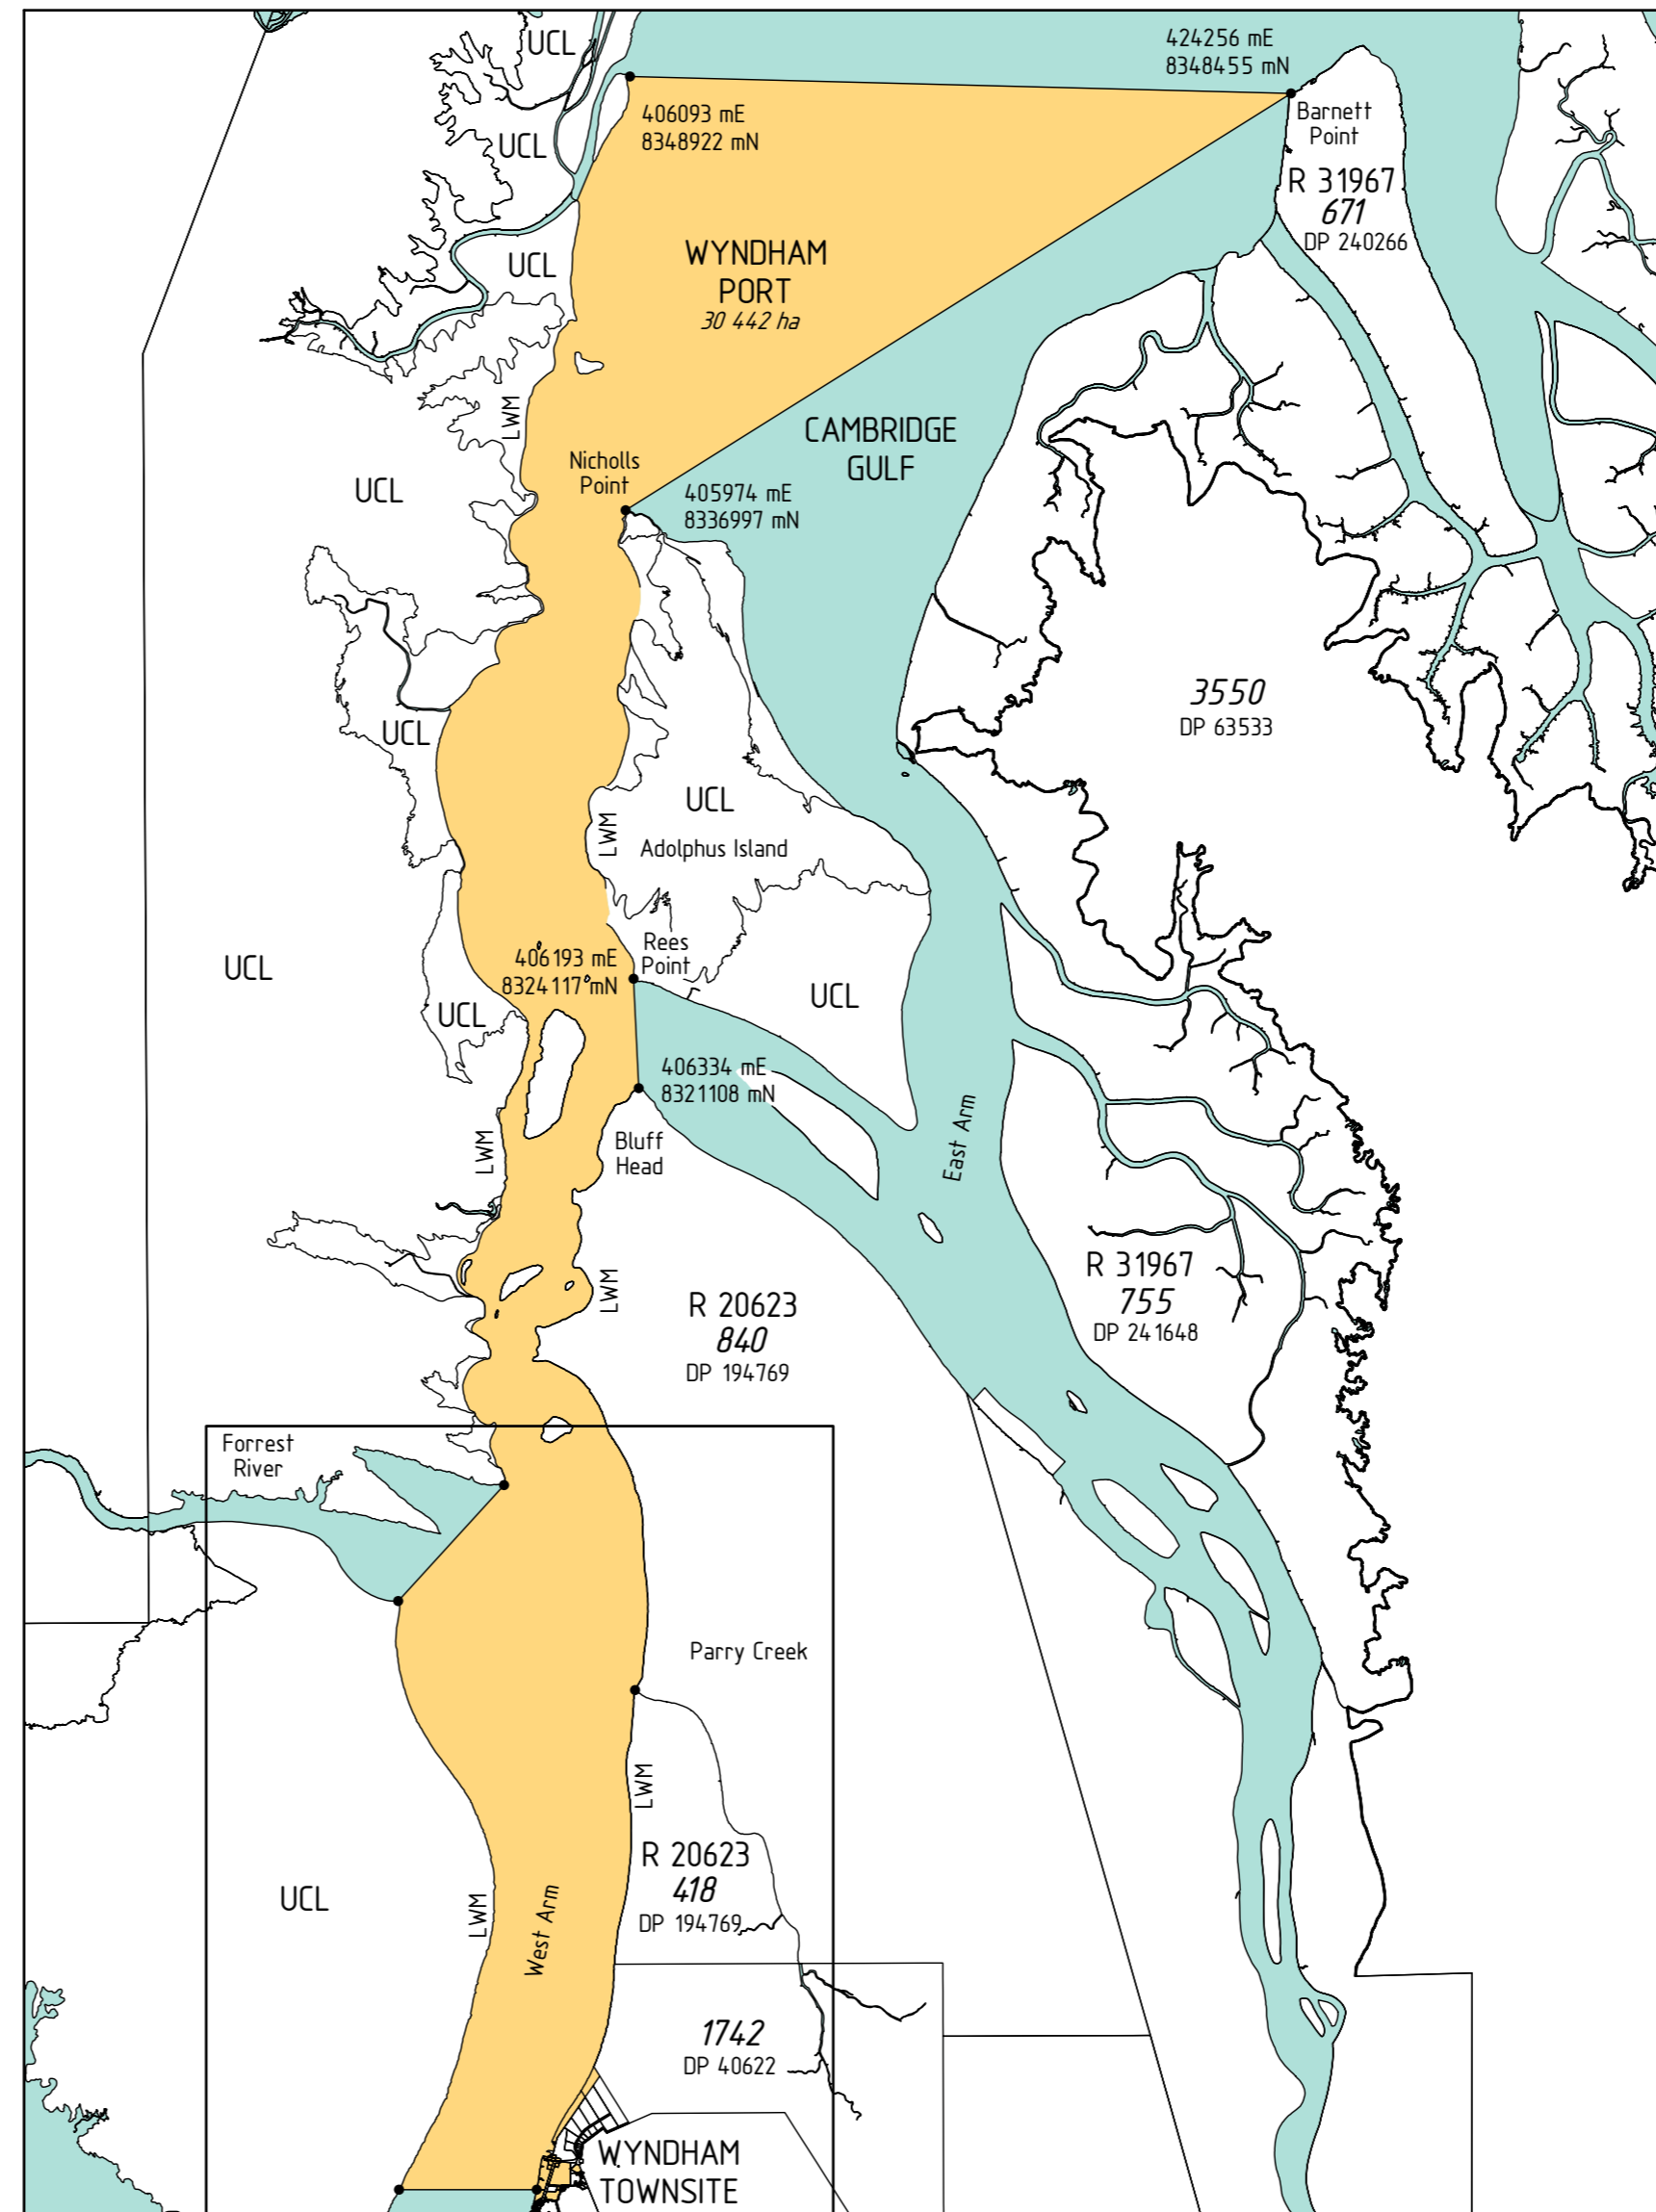 UCL
424256 mE
8348455 mN
406093 mE
8348922 mN
Barnett
Point
UCL
R 31967
671
DP 240266
WYNDHAM
PORT
30 442 ha
UCL
LWM
CAMBRIDGE
GULF
Nicholls
Point
UCL
405974 mE
8336997 mN
3550
DP 63533
UCL
UCL
LWM
Adolphus Island
406193 mE
8324117 mN
Rees
Point
UCL
UCL
UCL
406334 mE
8321108 mN
Bluff
Head
LWM
East Arm
R 31967
755
DP 241648
LWM
R 20623
840
DP 194769
Forrest
River
Parry Creek
LWM
R 20623
418
DP 194769
UCL
LWM
West Arm
1742
DP 40622
WYNDHAM
TOWNSITE